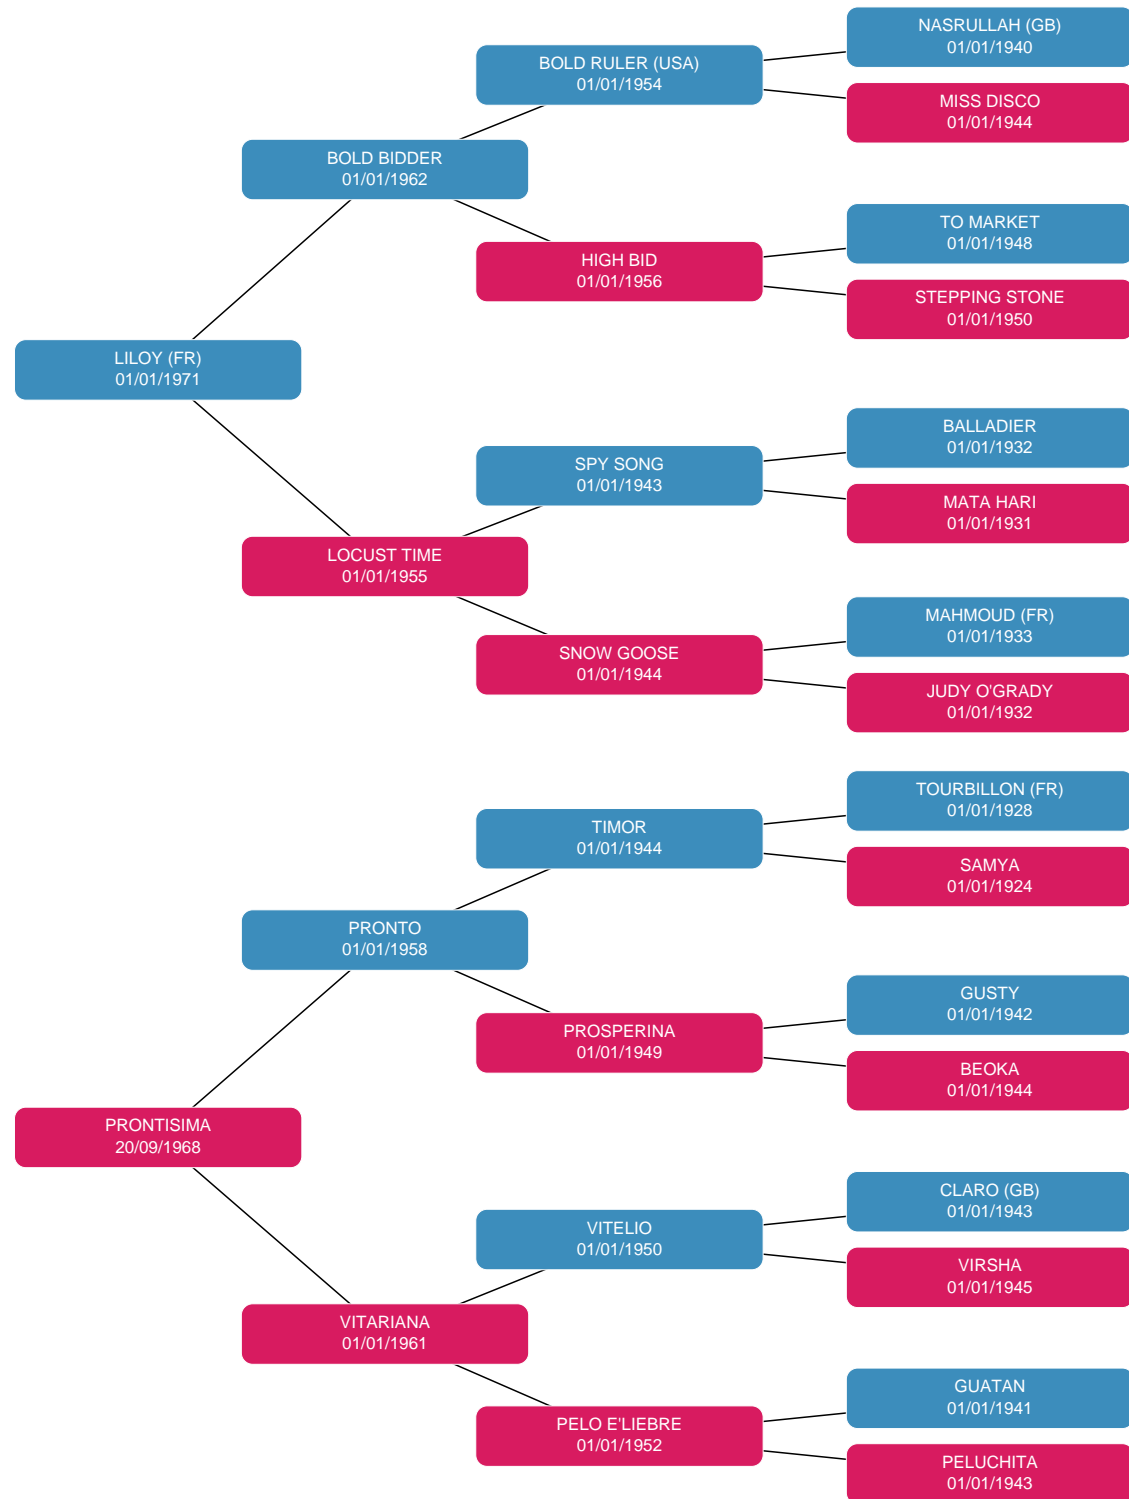 NASRULLAH (GB)
01/01/1940
BOLD RULER (USA)
01/01/1954
MISS DISCO
01/01/1944
BOLD BIDDER
01/01/1962
TO MARKET
01/01/1948
HIGH BID
01/01/1956
STEPPING STONE
01/01/1950
LILOY (FR)
01/01/1971
BALLADIER
01/01/1932
SPY SONG
01/01/1943
MATA HARI
01/01/1931
LOCUST TIME
01/01/1955
MAHMOUD (FR)
01/01/1933
SNOW GOOSE
01/01/1944
JUDY O'GRADY
01/01/1932
TOURBILLON (FR)
01/01/1928
TIMOR
01/01/1944
SAMYA
01/01/1924
PRONTO
01/01/1958
GUSTY
01/01/1942
PROSPERINA
01/01/1949
BEOKA
01/01/1944
PRONTISIMA
20/09/1968
CLARO (GB)
01/01/1943
VITELIO
01/01/1950
VIRSHA
01/01/1945
VITARIANA
01/01/1961
GUATAN
01/01/1941
PELO E'LIEBRE
01/01/1952
PELUCHITA
01/01/1943